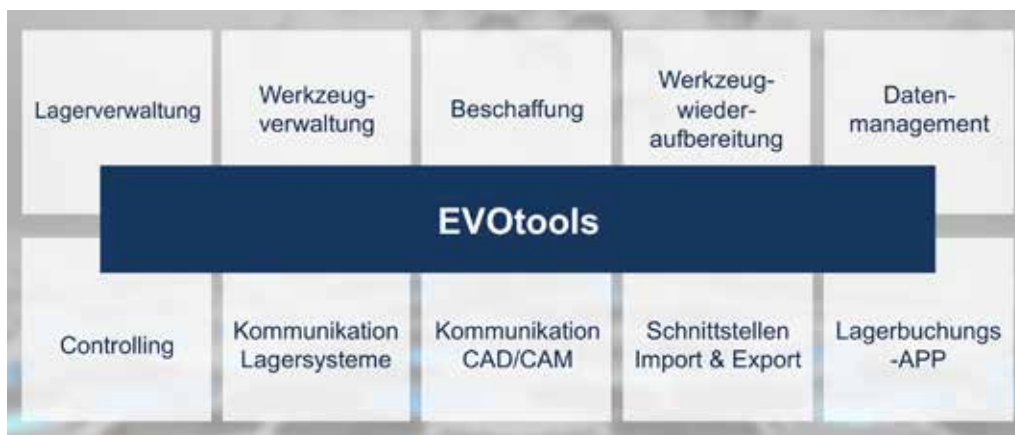 Lagerverwaltung
Werkzeug-
verwaltung
Beschaffung
Werkzeug-
wieder-
aufbereitung
Daten-
management
EVOtools
Controlling
Kommunikation
Lagersysteme
Kommunikation
CAD/CAM
Schnittstellen
Import & Export
Lagerbuchungs
-APP